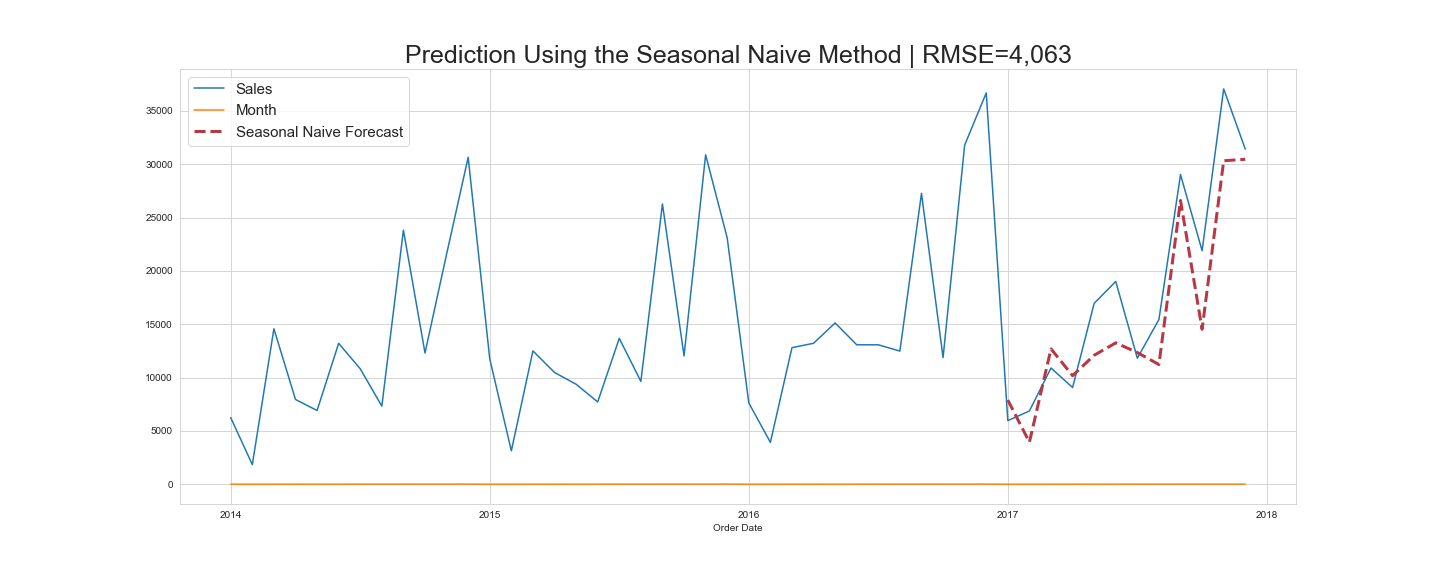 Prediction Using the Seasonal Naive Method | RMSE=4,063
Sales
Month
Seasonal Naive Forecast
35000
30000
25000
20000
15000
10000
5000
0
2014 2015 2016 2017 2018
Order Date